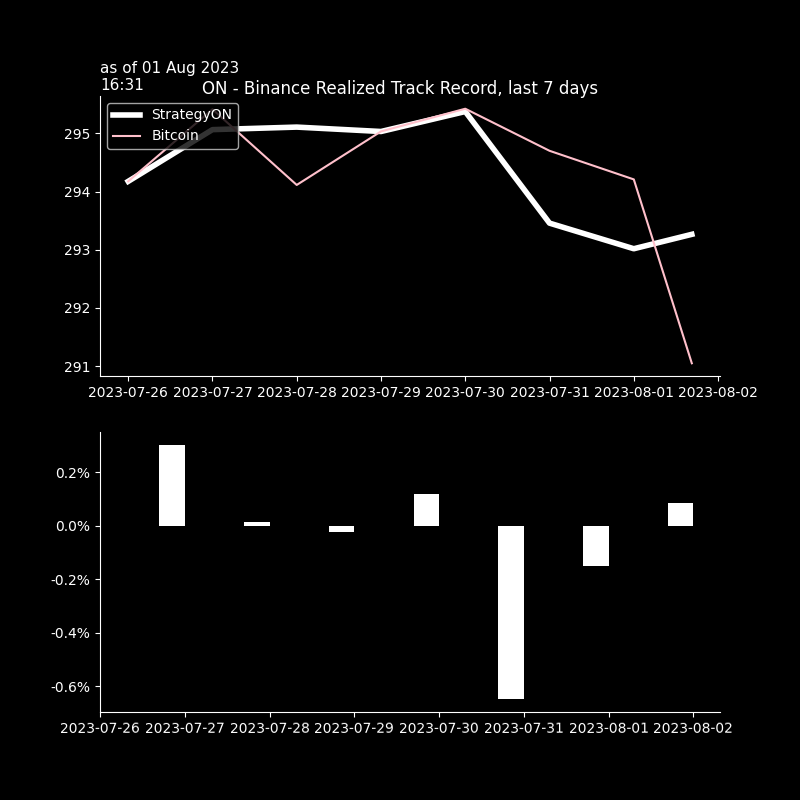 as of 01 Aug 2023
16:31
ON - Binance Realized Track Record, last 7 days
StrategyON
Bitcoin
295
294
293
292
291
2023-07-26 2023-07-27 2023-07-28 2023-07-29 2023-07-30 2023-07-31 2023-08-01 2023-08-02
0.2%
0.0%
-0.2%
-0.4%
-0.6%
2023-07-26 2023-07-27 2023-07-28 2023-07-29 2023-07-30 2023-07-31 2023-08-01 2023-08-02